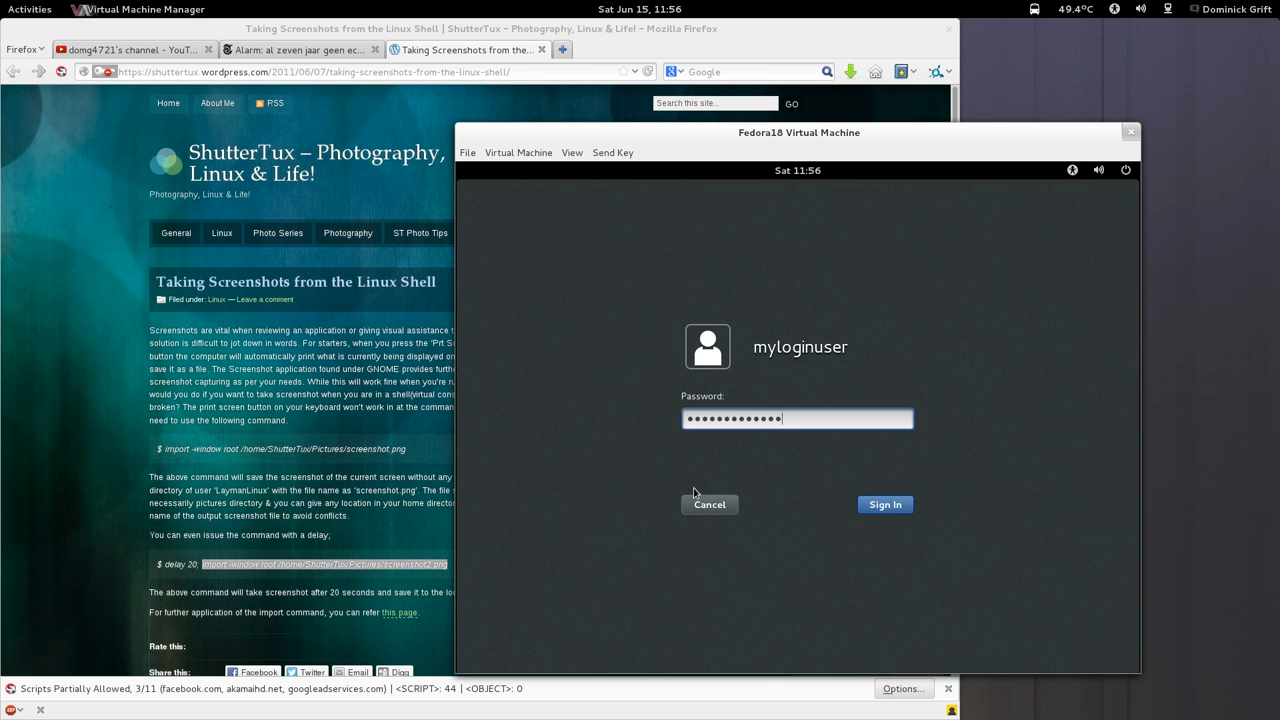 Activities
Virtual Machine Manager
Sat Jun 15, 11:56
49.4°C
Dominick Grift
Taking Screenshots from the Linux Shell | ShutterTux – Photography, Linux & Life! – Mozilla Firefox
Firefox
domg4721's channel - YouT...
Alarm: al zeven jaar geen ec...
Taking Screenshots from the...
https://shuttertux.wordpress.com/2011/06/07/taking-screenshots-from-the-linux-shell/
Google
Home
About Me
RSS
Search this site...
GO
ShutterTux – Photography,
Linux & Life!
Photography, Linux & Life!
General
Linux
Photo Series
Photography
ST Photo Tips
Taking Screenshots from the Linux Shell
Filed under: Linux — Leave a comment
Screenshots are vital when reviewing an application or giving visual assistance t
solution is difficult to jot down in words. For starters, when you press the 'Prt S
button the computer will automatically print what is currently being displayed on
save it as a file. The Screenshot application found under GNOME provides furth
screenshot capturing as per your needs. While this will work fine when you're ru
would you do if you want to take screenshot when you are in a shell(virtual cons
broken? The print screen button on your keyboard won't work in at the comman
need to use the following command.
$ import -window root /home/ShutterTux/Pictures/screenshot.png
The above command will save the screenshot of the current screen without any
directory of user 'LaymanLinux' with the file name as 'screenshot.png'. The file s
necessarily pictures directory & you can give any location in your home direc
name of the output screenshot file to avoid conflicts.
You can even issue the command with a delay;
$ delay 20; import -window root /home/ShutterTux/Pictures/screenshot2.png
The above command will take screenshot after 20 seconds and save it to the lo
For further application of the import command, you can refer this page.
Rate this:
Share this:
Facebook
Twitter
Email
Digg
Fedora18 Virtual Machine
File
Virtual Machine
View
Send Key
Sat 11:56
myloginuser
Password:
Cancel
Sign In
Scripts Partially Allowed, 3/11 (facebook.com, akamaihd.net, googleadservices.com) | <SCRIPT>: 44 | <OBJECT>: 0
Options...